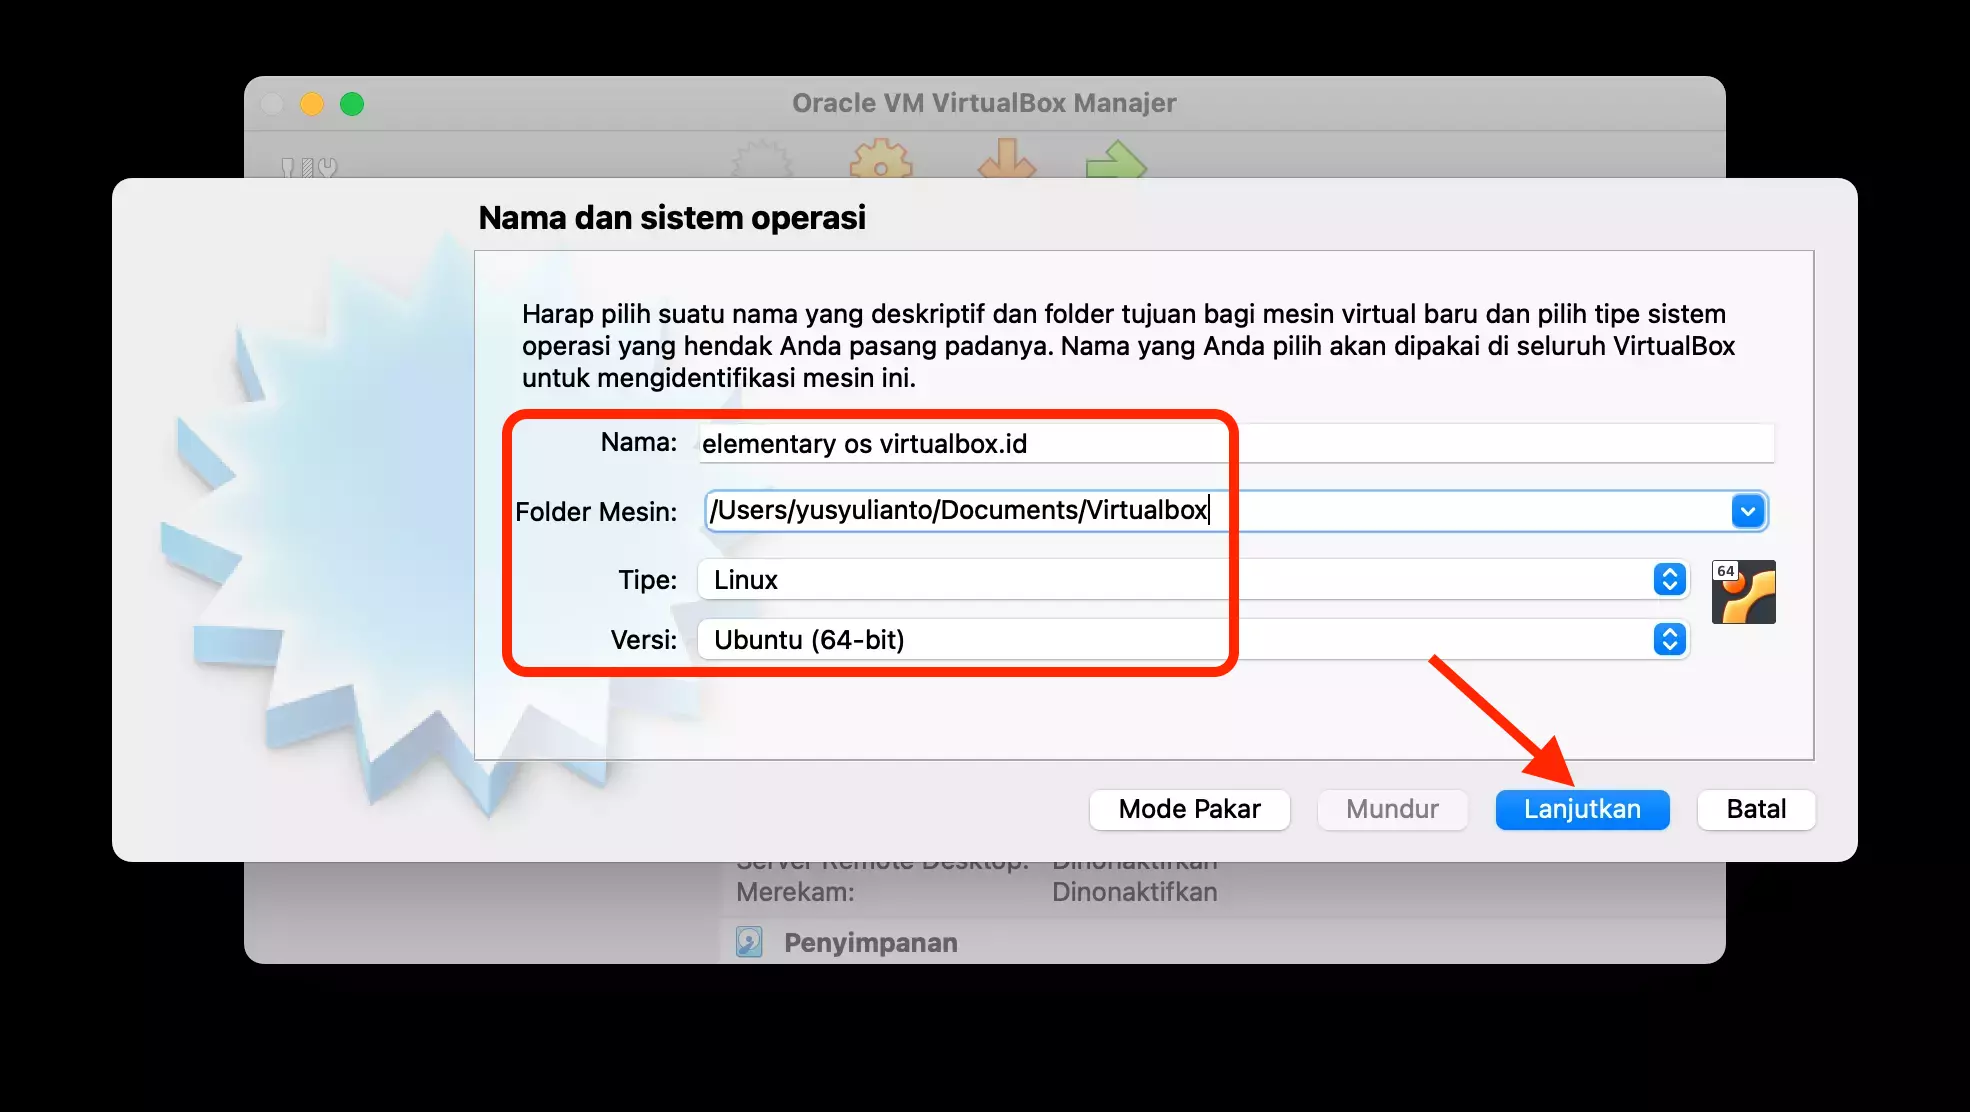 Oracle VM VirtualBox Manajer
Nama dan sistem operasi
Harap pilih suatu nama yang deskriptif dan folder tujuan bagi mesin virtual baru dan pilih tipe sistem
operasi yang hendak Anda pasang padanya. Nama yang Anda pilih akan dipakai di seluruh VirtualBox
untuk mengidentifikasi mesin ini.
Nama: elementary os virtualbox.id
Folder Mesin: /Users/yusyulianto/Documents/Virtualbox
Tipe: Linux
64
Versi: Ubuntu (64-bit)
Mode Pakar Mundur Lanjutkan Batal
Server Remote Desktop: Dinonaktifkan
Merekam: Dinonaktifkan
Penyimpanan